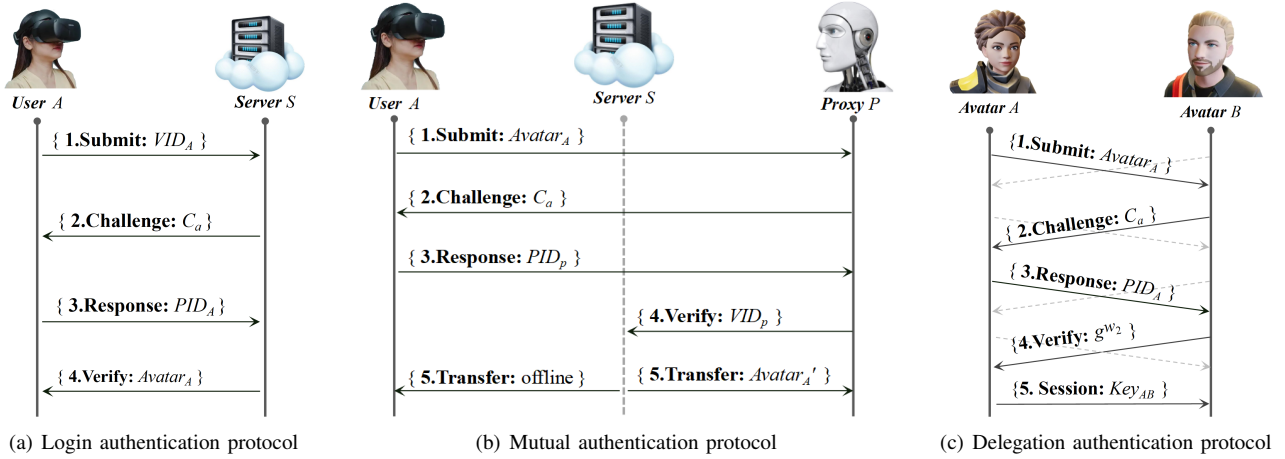 User A
Server S
{ 1.Submit: VID_A }
{ 2.Challenge: C_a }
{ 3.Response: PID_A }
{4.Verify: Avatar_A }
(a) Login authentication protocol
User A
Server S
Proxy P
{ 1.Submit: Avatar_A }
{ 2.Challenge: C_a }
{ 3.Response: PID_p }
{ 4.Verify: VID_p }
{ 5.Transfer: offline }
{ 5.Transfer: Avatar_A' }
(b) Mutual authentication protocol
Avatar A
Avatar B
{1.Submit: Avatar_A }
{ 2.Challenge: C_a }
{ 3.Response: PID_A }
{4.Verify: g^{w_2} }
{5. Session: Key_{AB} }
(c) Delegation authentication protocol